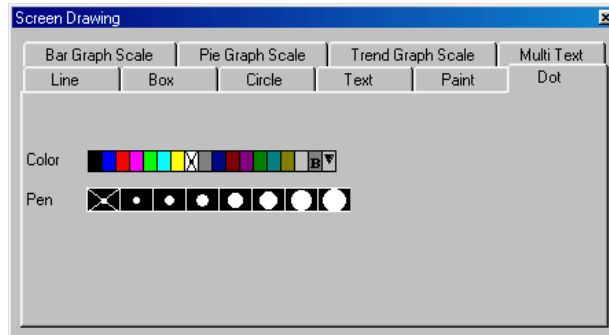 Screen Drawing
Bar Graph Scale Pie Graph Scale Trend Graph Scale Multi Text
Line Box Circle Text Paint Dot
Color B
Pen